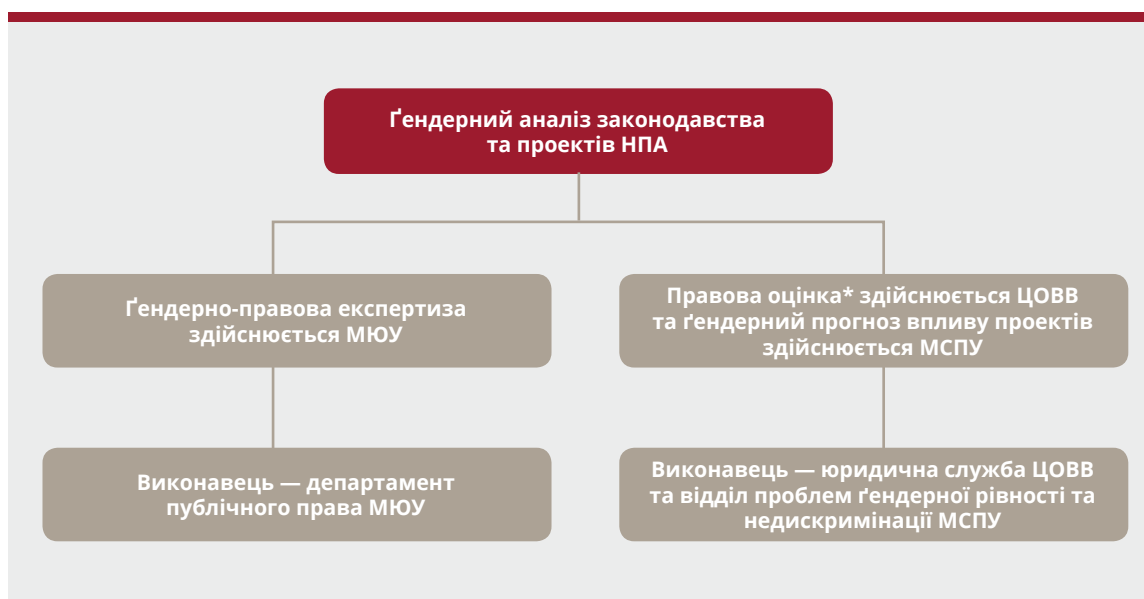 Ґендерний аналіз законодавства
та проектів НПА
Ґендерно-правова експертиза
здійснюється МЮУ
Правова оцінка* здійснюється ЦОВВ
та ґендерний прогноз впливу проектів
здійснюється МСПУ
Виконавець — департамент
публічного права МЮУ
Виконавець — юридична служба ЦОВВ
та відділ проблем ґендерної рівності та
недискримінації МСПУ